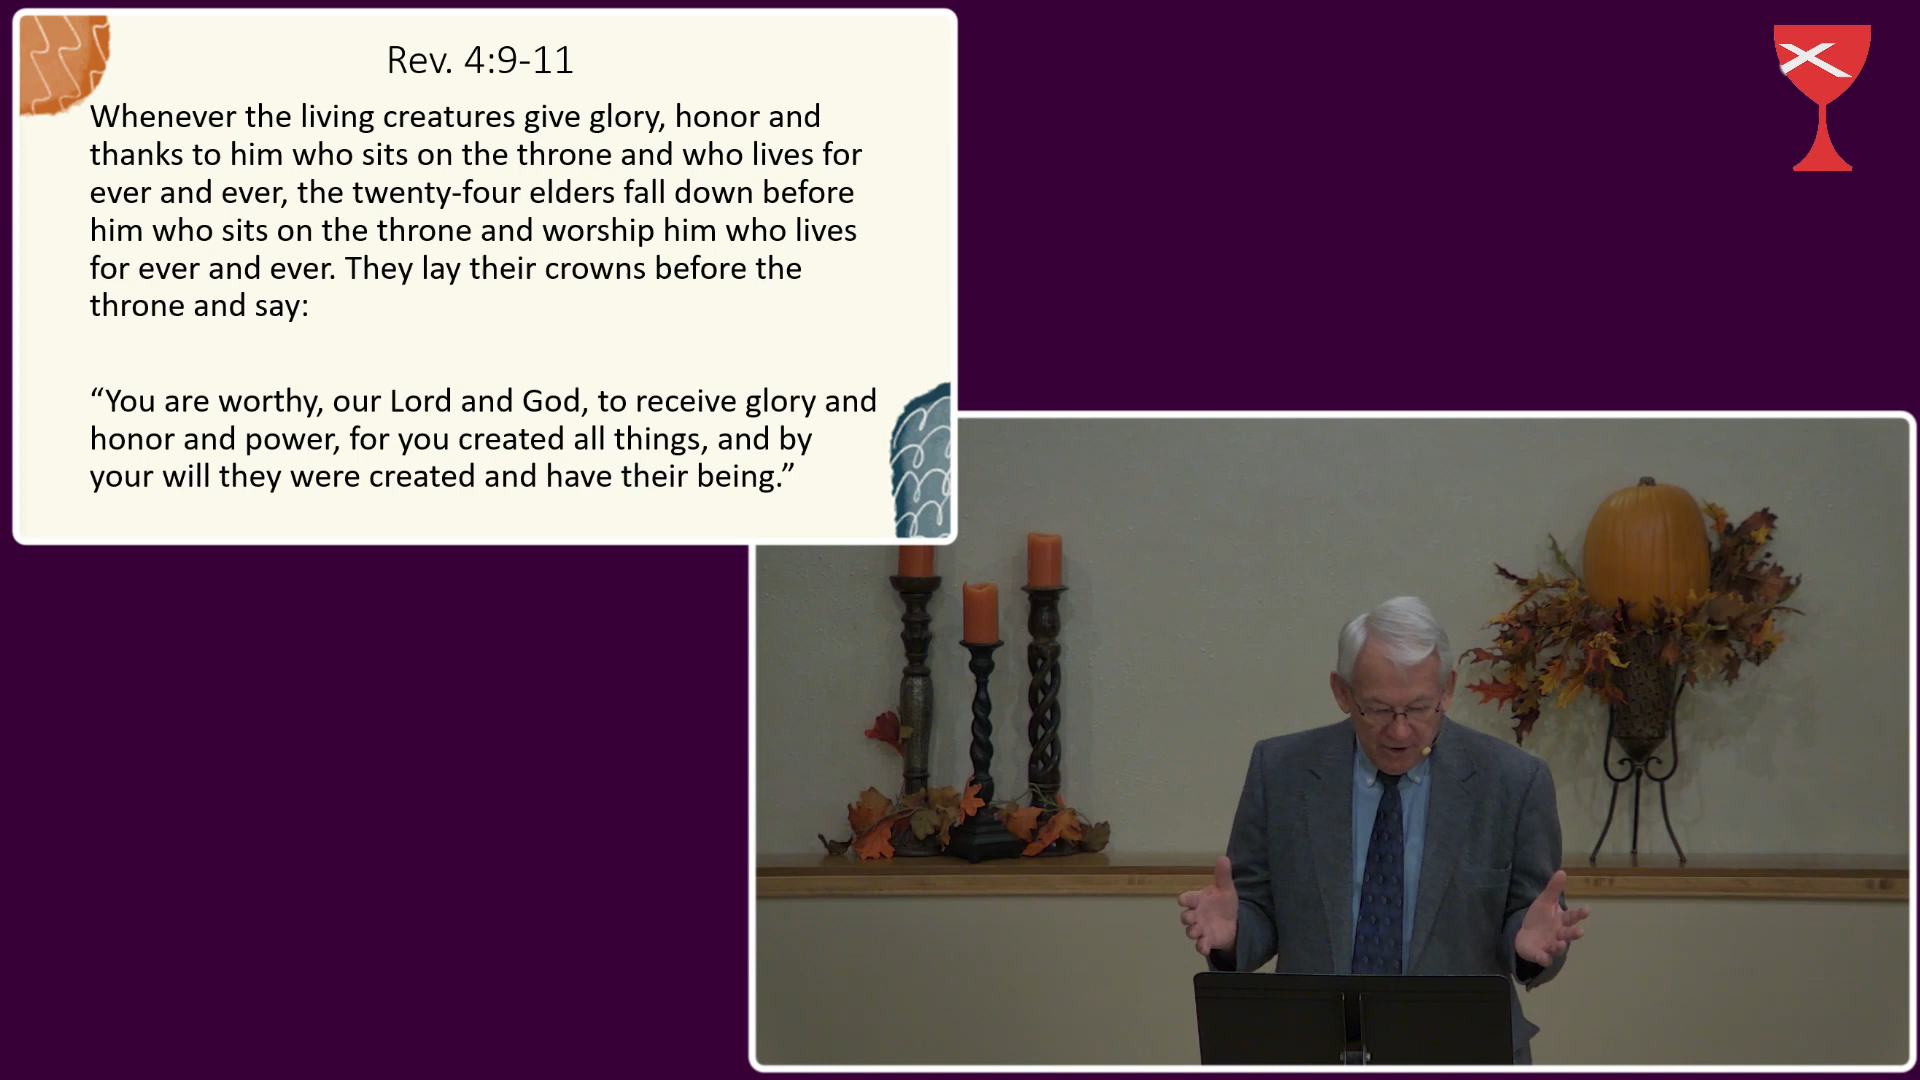 Rev. 4:9-11
Whenever the living creatures give glory, honor and
thanks to him who sits on the throne and who lives for
ever and ever, the twenty-four elders fall down before
him who sits on the throne and worship him who lives
for ever and ever. They lay their crowns before the
throne and say:
“You are worthy, our Lord and God, to receive glory and
honor and power, for you created all things, and by
your will they were created and have their being.”